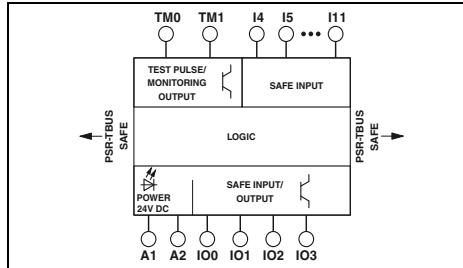 TM0 TM1 I4 I5 ••• I11
TEST PULSE/
MONITORING
OUTPUT
SAFE INPUT
PSR-TBUS
SAFE
LOGIC
PSR-TBUS
SAFE
POWER
24V DC
SAFE INPUT/
OUTPUT
A1 A2 IO0 IO1 IO2 IO3